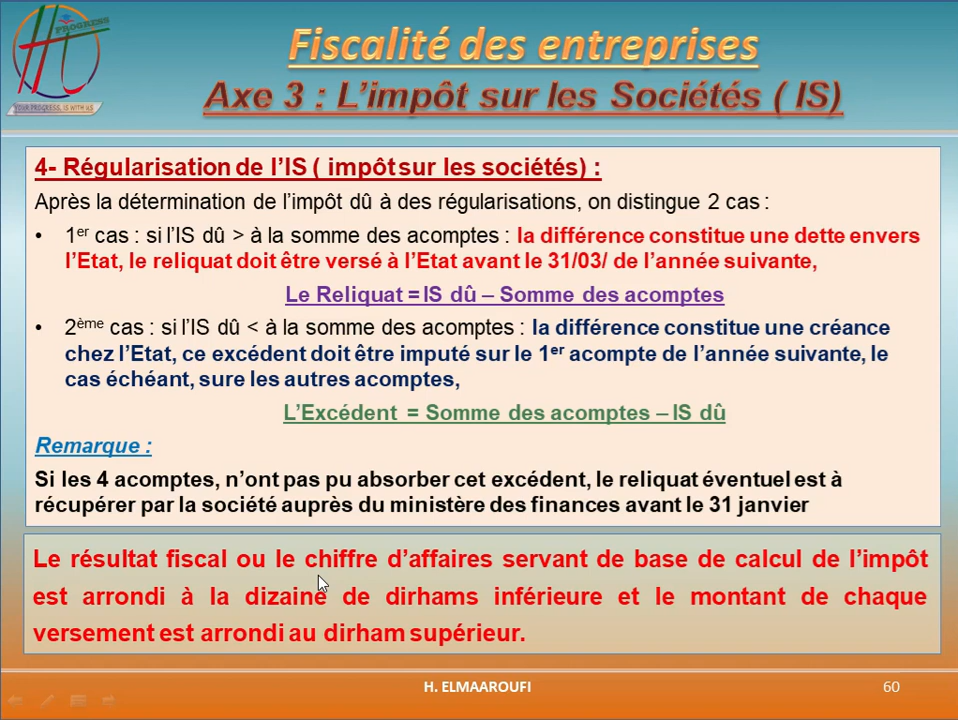 PROGRESS
YOUR PROGRESS, IS WITH US
Fiscalité des entreprises
Axe 3 : L'impôt sur les Sociétés ( IS)
4- Régularisation de l'IS ( impôt sur les sociétés) :
Après la détermination de l'impôt dû à des régularisations, on distingue 2 cas :
• 1er cas : si l'IS dû > à la somme des acomptes : la différence constitue une dette envers
l'Etat, le reliquat doit être versé à l'Etat avant le 31/03/ de l'année suivante,
Le Reliquat = IS dû – Somme des acomptes
• 2ème cas : si l'IS dû < à la somme des acomptes : la différence constitue une créance
chez l'Etat, ce excédent doit être imputé sur le 1er acompte de l'année suivante, le
cas échéant, sure les autres acomptes,
L'Excédent = Somme des acomptes – IS dû
Remarque :
Si les 4 acomptes, n'ont pas pu absorber cet excédent, le reliquat éventuel est à
récupérer par la société auprès du ministère des finances avant le 31 janvier
Le résultat fiscal ou le chiffre d'affaires servant de base de calcul de l'impôt
est arrondi à la dizaine de dirhams inférieure et le montant de chaque
versement est arrondi au dirham supérieur.
H. ELMAAROUFI
60